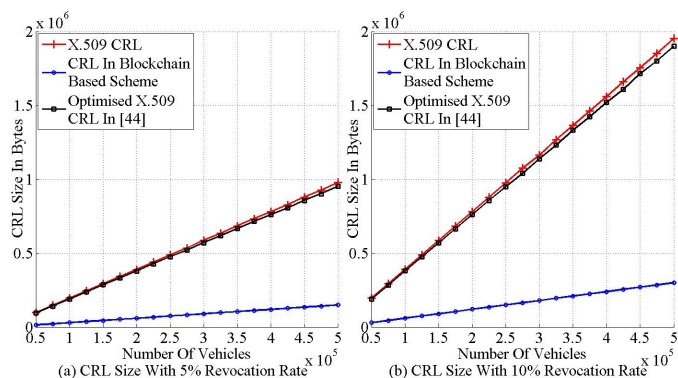 x 10^6
2
1.5
1
0.5
0
CRL Size In Bytes
X.509 CRL
CRL In Blockchain
Based Scheme
Optimised X.509
CRL In [44]
0.5 1 1.5 2 2.5 3 3.5 4 4.5 5
Number Of Vehicles
x 10^5
(a) CRL Size With 5% Revocation Rate
x 10^6
2
1.5
1
0.5
0
CRL Size In Bytes
X.509 CRL
CRL In Blockchain
Based Scheme
Optimised X.509
CRL In [44]
0.5 1 1.5 2 2.5 3 3.5 4 4.5 5
Number Of Vehicles
x 10^5
(b) CRL Size With 10% Revocation Rate